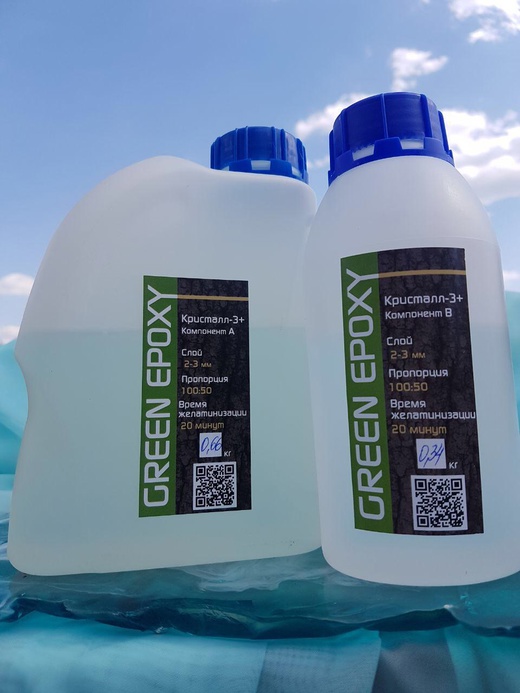 GREEN EPOXY
Кристалл-3+
Компонент A
Слой
2-3 мм
Пропорция
100:50
Время
желатинизации
20 минут
0,66 кг
GREEN EPOXY
Кристалл-3+
Компонент B
Слой
2-3 мм
Пропорция
100:50
Время
желатинизации
20 минут
0,34 кг